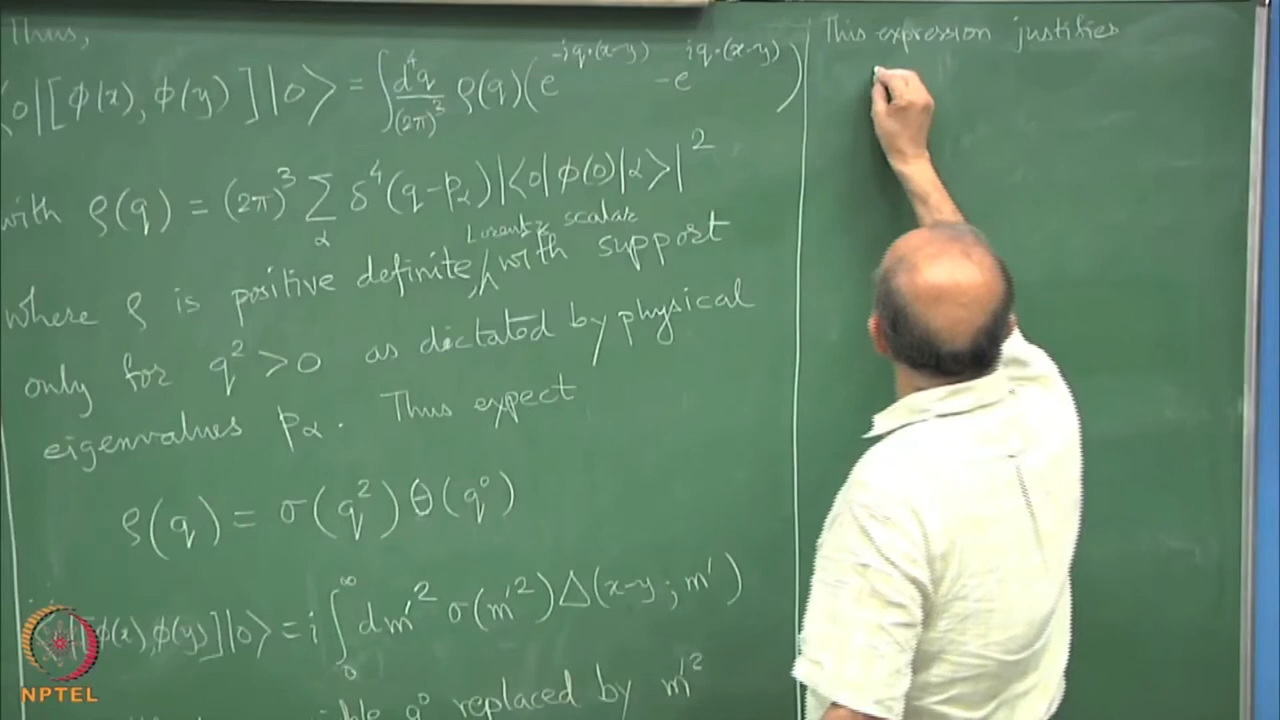 Thus,
⟨0|[φ(x), φ(y)]|0⟩ = ∫ d⁴q/(2π)³ ρ(q)(e^{-iq·(x-y)} - e^{iq·(x-y)})
with ρ(q) = (2π)³ ∑_α δ⁴(q-p_α)|⟨0|φ(0)|α⟩|²
where ρ is positive definite, Lorentz scalar with support
only for q² > 0 as dictated by physical
eigenvalues p_α. Thus expect
ρ(q) = σ(q²)θ(q⁰)
|[φ(x),φ(y)]|0⟩ = i∫₀^∞ dm'² σ(m'²)Δ(x-y; m')
q⁰ replaced by m'²
This expression justifies
NPTEL